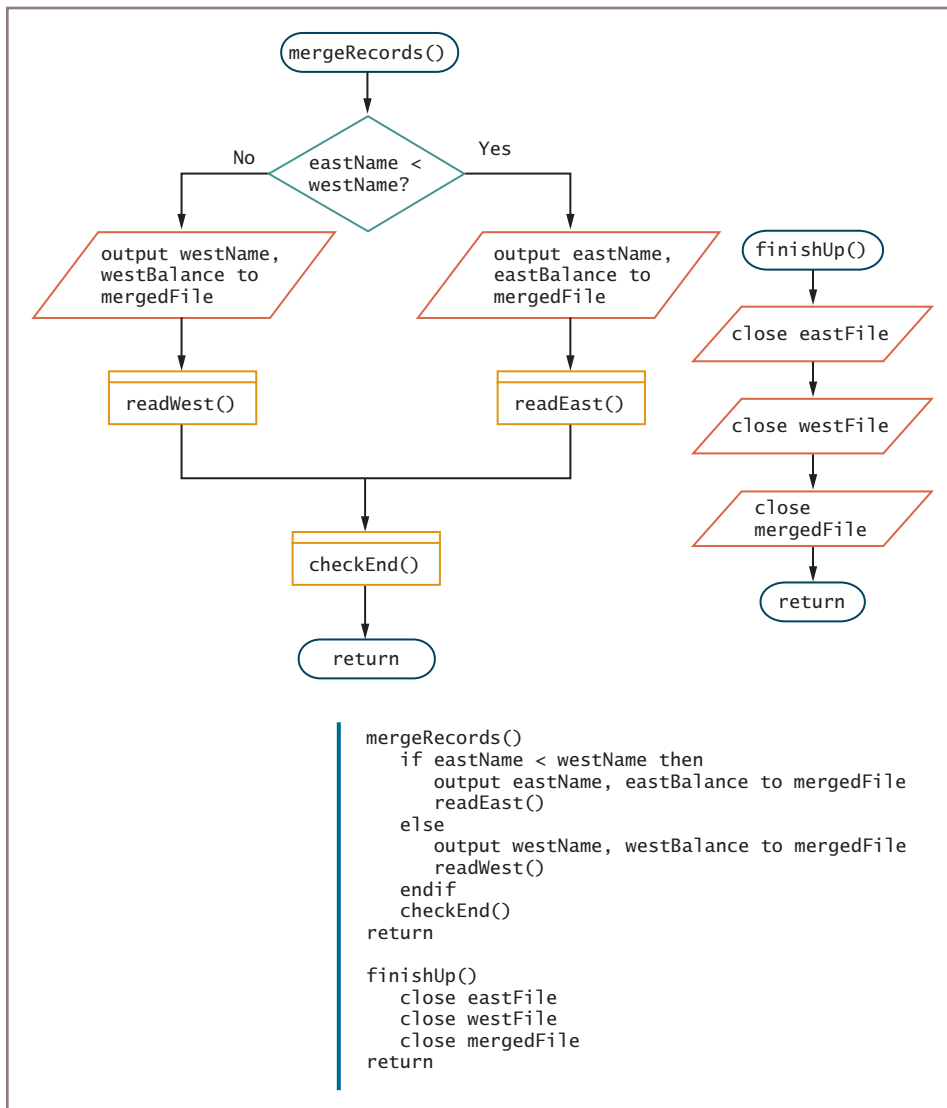 mergeRecords()
No
eastName <
westName?
Yes
output westName,
westBalance to
mergedFile
output eastName,
eastBalance to
mergedFile
readWest()
readEast()
checkEnd()
return
finishUp()
close eastFile
close westFile
close
mergedFile
return
mergeRecords()
   if eastName < westName then
      output eastName, eastBalance to mergedFile
      readEast()
   else
      output westName, westBalance to mergedFile
      readWest()
   endif
   checkEnd()
return
finishUp()
   close eastFile
   close westFile
   close mergedFile
return